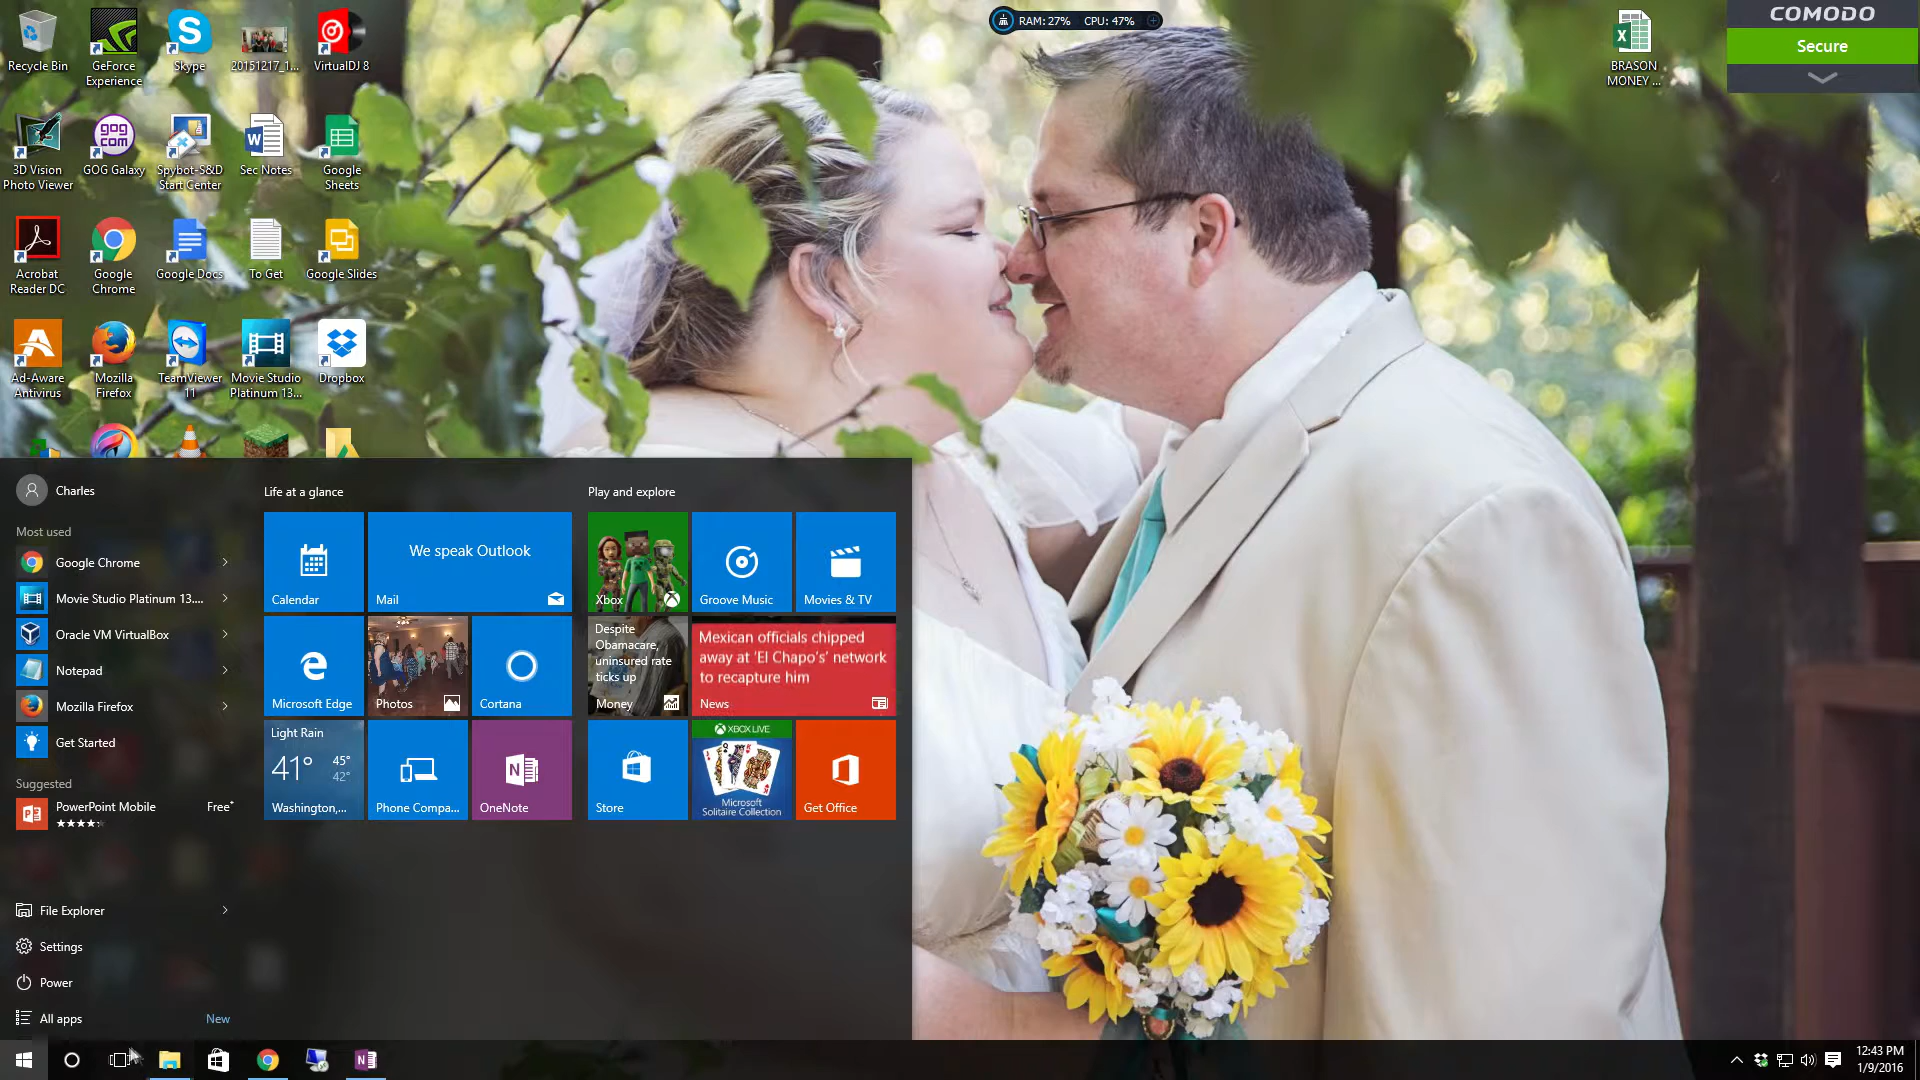 Recycle Bin
GeForce
Experience
Skype
20151217_1...
VirtualDJ 8
RAM: 27% CPU: 47%
BRASON
MONEY ...
COMODO
Secure
3D Vision
Photo Viewer
gog
com
GOG Galaxy
Spybot-S&D
Start Center
Sec Notes
Google
Sheets
Acrobat
Reader DC
Google
Chrome
Google Docs
To Get
Google Slides
Ad-Aware
Antivirus
Mozilla
Firefox
TeamViewer
11
Movie Studio
Platinum 13...
Dropbox
Charles
Most used
Google Chrome
Movie Studio Platinum 13....
Oracle VM VirtualBox
Notepad
Mozilla Firefox
Get Started
Suggested
PowerPoint Mobile Free*
File Explorer
Settings
Power
All apps New
Life at a glance
Calendar
We speak Outlook
Mail
Microsoft Edge
Photos
Cortana
Light Rain
41° 45°
42°
Washington,...
Phone Compa...
OneNote
Play and explore
Xbox
Groove Music
Movies & TV
Despite
Obamacare,
uninsured rate
ticks up
Money
Mexican officials chipped
away at 'El Chapo's' network
to recapture him
News
Store
XBOX LIVE
Microsoft
Solitaire Collection
Get Office
12:43 PM
1/9/2016